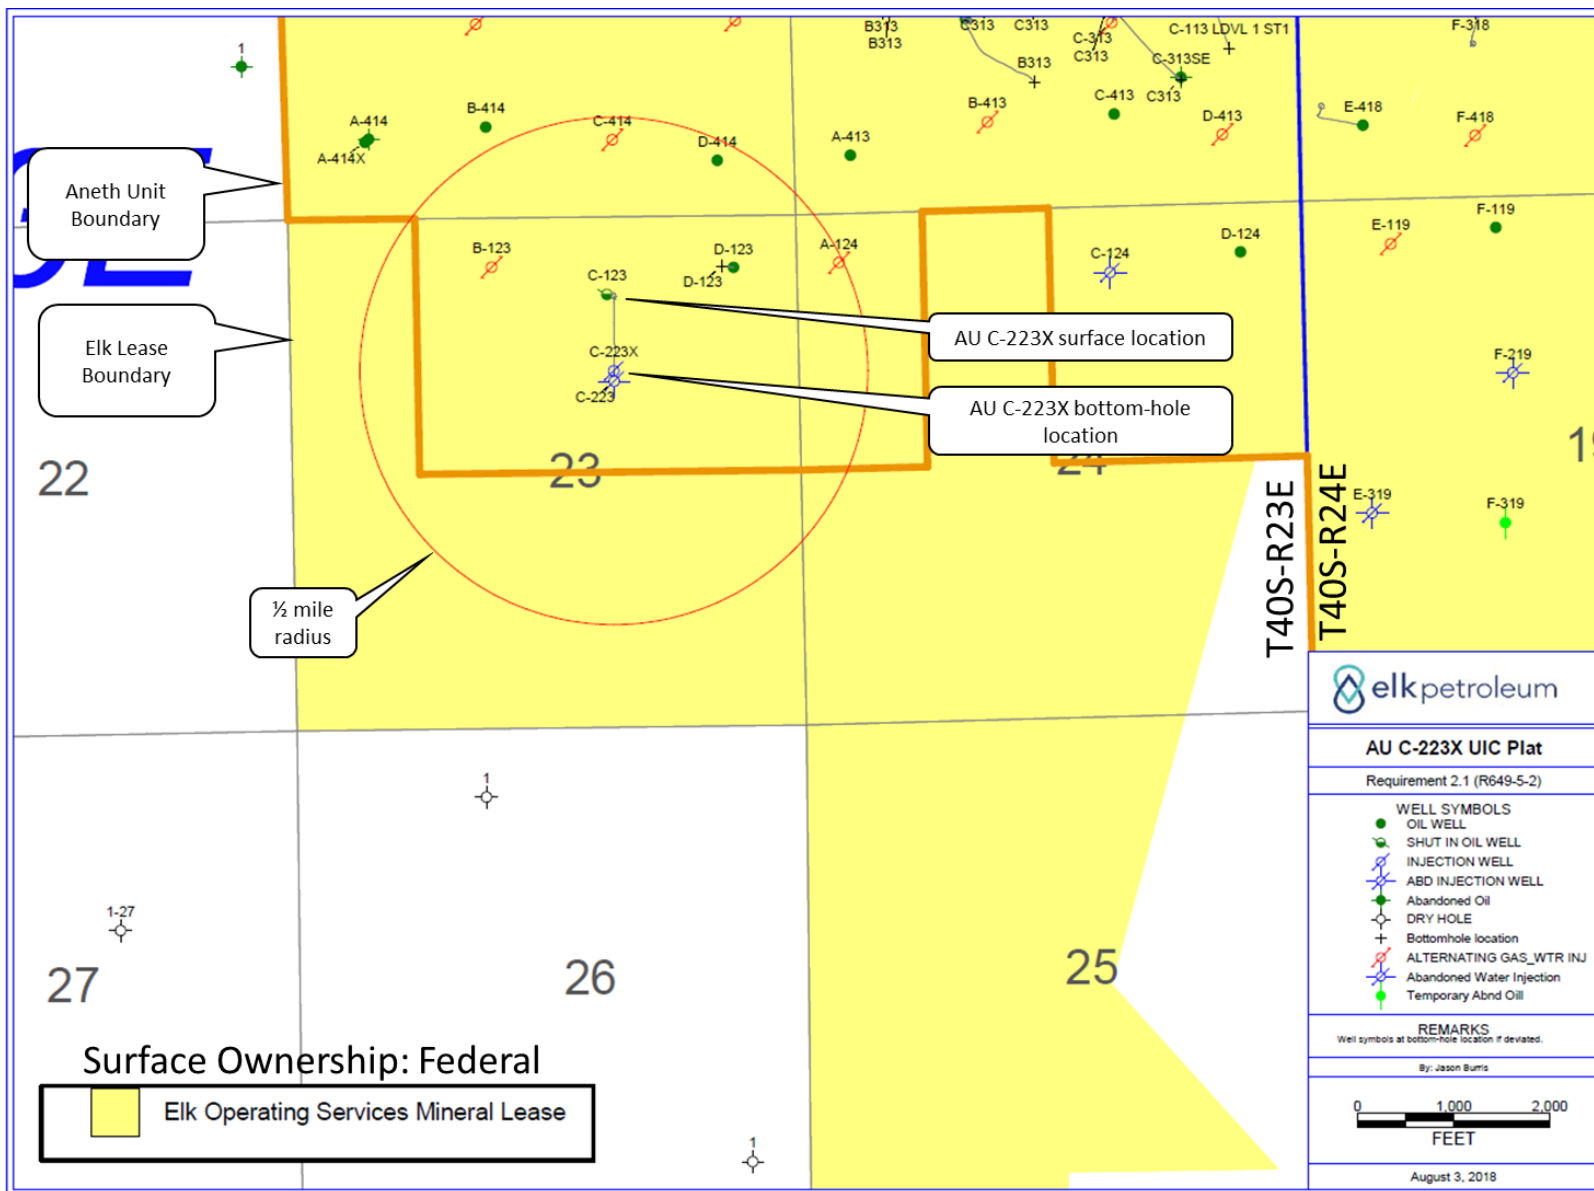 B313
B313
C313
C313
C-313
C313
C-113 LDVL 1 ST1
F-318
1
B313
C-313SE
C313
A-414
A-414X
B-414
C-414
D-414
A-413
B-413
C-413
D-413
E-418
F-418
Aneth Unit
Boundary
B-123
C-123
D-123
D-123
A-124
C-124
D-124
E-119
F-119
Elk Lease
Boundary
AU C-223X surface location
C-223X
C-223
AU C-223X bottom-hole
location
F-219
22
23
24
E-319
F-319
T40S-R23E
T40S-R24E
½ mile
radius
elkpetroleum
AU C-223X UIC Plat
Requirement 2.1 (R649-5-2)
WELL SYMBOLS
OIL WELL
SHUT IN OIL WELL
INJECTION WELL
ABD INJECTION WELL
Abandoned Oil
DRY HOLE
Bottomhole location
ALTERNATING GAS_WTR INJ
Abandoned Water Injection
Temporary Abnd Oill
REMARKS
Well symbols at bottom-hole location if deviated.
By: Jason Burris
0 1,000 2,000
FEET
August 3, 2018
1
1-27
27
26
25
1
Surface Ownership: Federal
Elk Operating Services Mineral Lease